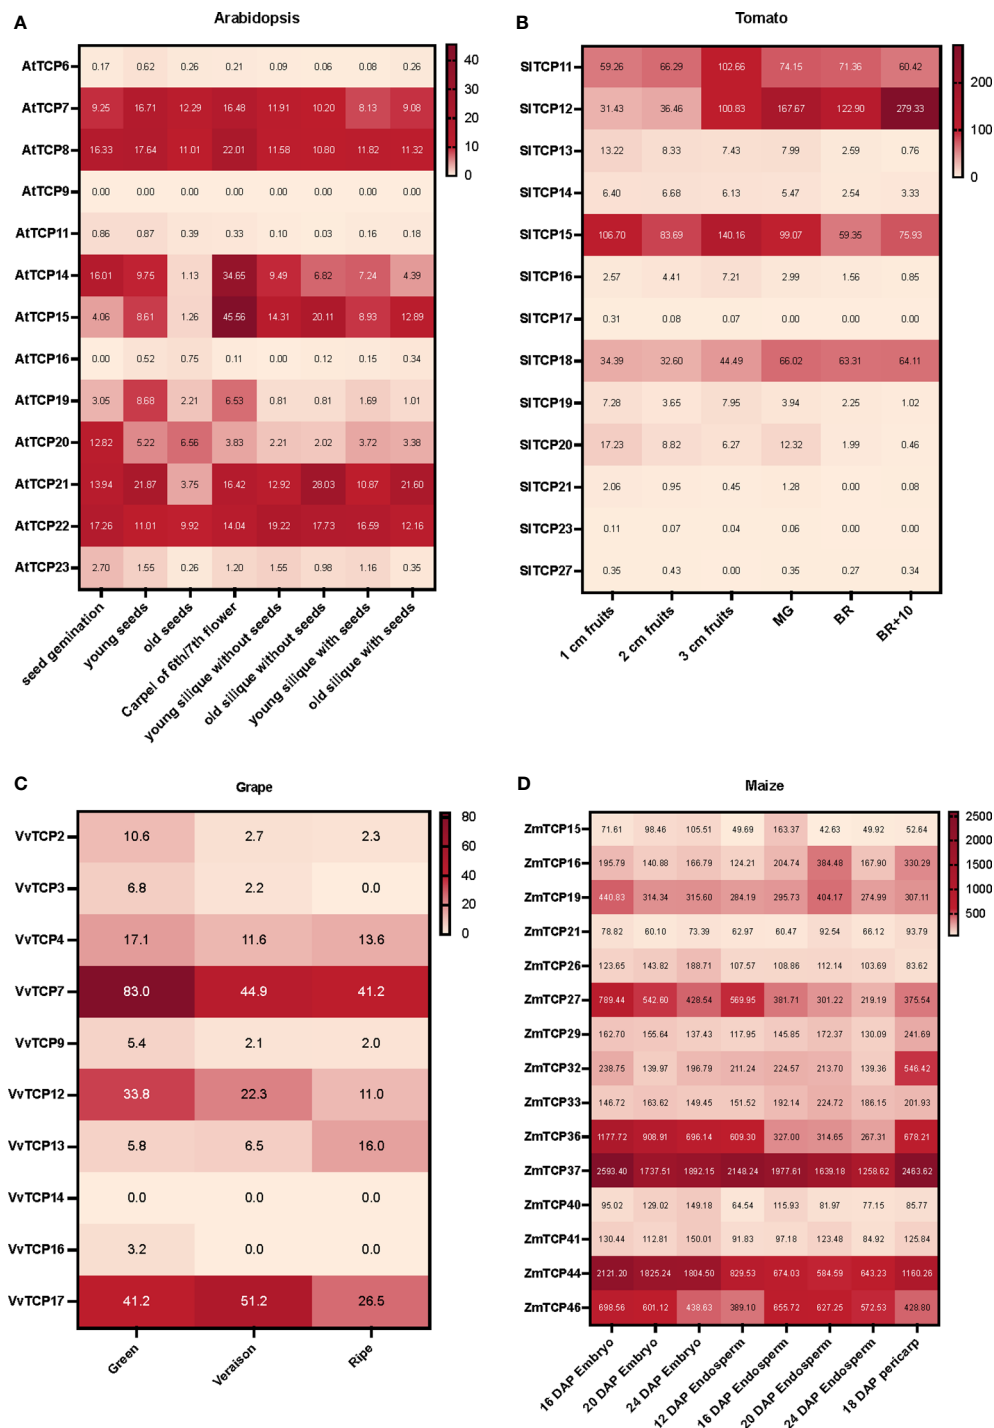 A
Arabidopsis
AtTCP6 0.17 0.62 0.26 0.21 0.09 0.06 0.08 0.26
AtTCP7 9.25 16.71 12.29 16.48 11.91 10.20 8.13 9.08
AtTCP8 16.33 17.64 11.01 22.01 11.58 10.80 11.82 11.32
AtTCP9 0.00 0.00 0.00 0.00 0.00 0.00 0.00 0.00
AtTCP11 0.86 0.87 0.39 0.33 0.10 0.03 0.16 0.18
AtTCP14 16.01 9.75 1.13 34.65 9.49 6.82 7.24 4.39
AtTCP15 4.06 8.61 1.26 45.56 14.31 20.11 8.93 12.89
AtTCP16 0.00 0.52 0.75 0.11 0.00 0.12 0.15 0.34
AtTCP19 3.05 8.68 2.21 6.53 0.81 0.81 1.69 1.01
AtTCP20 12.82 5.22 6.56 3.83 2.21 2.02 3.72 3.38
AtTCP21 13.94 21.87 3.75 16.42 12.92 28.03 10.87 21.60
AtTCP22 17.26 11.01 9.92 14.04 19.22 17.73 16.59 12.16
AtTCP23 2.70 1.55 0.26 1.20 1.55 0.98 1.16 0.35
seed gemination
young seeds
old seeds
Carpel of 6th/7th flower
young silique without seeds
old silique without seeds
young silique with seeds
old silique with seeds
40
30
20
10
0
B
Tomato
SlTCP11 59.26 66.29 102.66 74.15 71.36 60.42
SlTCP12 31.43 36.46 100.83 167.67 122.90 279.33
SlTCP13 13.22 8.33 7.43 7.99 2.59 0.76
SlTCP14 6.40 6.68 6.13 5.47 2.54 3.33
SlTCP15 106.70 83.69 140.16 99.07 59.35 75.93
SlTCP16 2.57 4.41 7.21 2.99 1.56 0.85
SlTCP17 0.31 0.08 0.07 0.00 0.00 0.00
SlTCP18 34.39 32.60 44.49 66.02 63.31 64.11
SlTCP19 7.28 3.65 7.95 3.94 2.25 1.02
SlTCP20 17.23 8.82 6.27 12.32 1.99 0.46
SlTCP21 2.06 0.95 0.45 1.28 0.00 0.08
SlTCP23 0.11 0.07 0.04 0.06 0.00 0.00
SlTCP27 0.35 0.43 0.00 0.35 0.27 0.34
1 cm fruits
2 cm fruits
3 cm fruits
MG
BR
BR+10
200
100
0
C
Grape
VvTCP2 10.6 2.7 2.3
VvTCP3 6.8 2.2 0.0
VvTCP4 17.1 11.6 13.6
VvTCP7 83.0 44.9 41.2
VvTCP9 5.4 2.1 2.0
VvTCP12 33.8 22.3 11.0
VvTCP13 5.8 6.5 16.0
VvTCP14 0.0 0.0 0.0
VvTCP16 3.2 0.0 0.0
VvTCP17 41.2 51.2 26.5
Green
Veraison
Ripe
80
60
40
20
0
D
Maize
ZmTCP15 71.61 98.46 105.51 49.69 163.37 42.63 49.92 52.64
ZmTCP16 195.79 140.88 166.79 124.21 204.74 384.48 167.90 330.29
ZmTCP19 440.83 314.34 315.60 284.19 295.73 404.17 274.99 307.11
ZmTCP21 78.82 60.10 73.39 62.97 60.47 92.54 66.12 93.79
ZmTCP26 123.65 143.82 188.71 107.57 108.86 112.14 103.69 83.62
ZmTCP27 789.44 542.60 428.54 569.95 381.71 301.22 219.19 375.54
ZmTCP29 162.70 155.64 137.43 117.95 145.85 172.37 130.09 241.69
ZmTCP32 238.75 139.97 196.79 211.24 224.57 213.70 139.36 546.42
ZmTCP33 146.72 163.62 149.45 151.52 192.14 224.72 186.15 201.93
ZmTCP36 1177.72 908.91 696.14 609.30 327.00 314.65 267.31 678.21
ZmTCP37 2593.40 1737.51 1892.15 2148.24 1977.61 1639.18 1258.62 2463.62
ZmTCP40 95.02 129.02 149.18 64.54 115.93 81.97 77.15 85.77
ZmTCP41 130.44 112.81 150.01 91.83 97.18 123.48 84.92 125.84
ZmTCP44 2121.20 1825.24 1804.50 829.53 674.03 584.59 643.23 1160.26
ZmTCP46 698.56 601.12 438.63 389.10 655.72 627.25 572.53 428.80
16 DAP Embryo
20 DAP Embryo
24 DAP Embryo
12 DAP Endosperm
16 DAP Endosperm
20 DAP Endosperm
24 DAP Endosperm
18 DAP pericarp
2500
2000
1500
1000
500